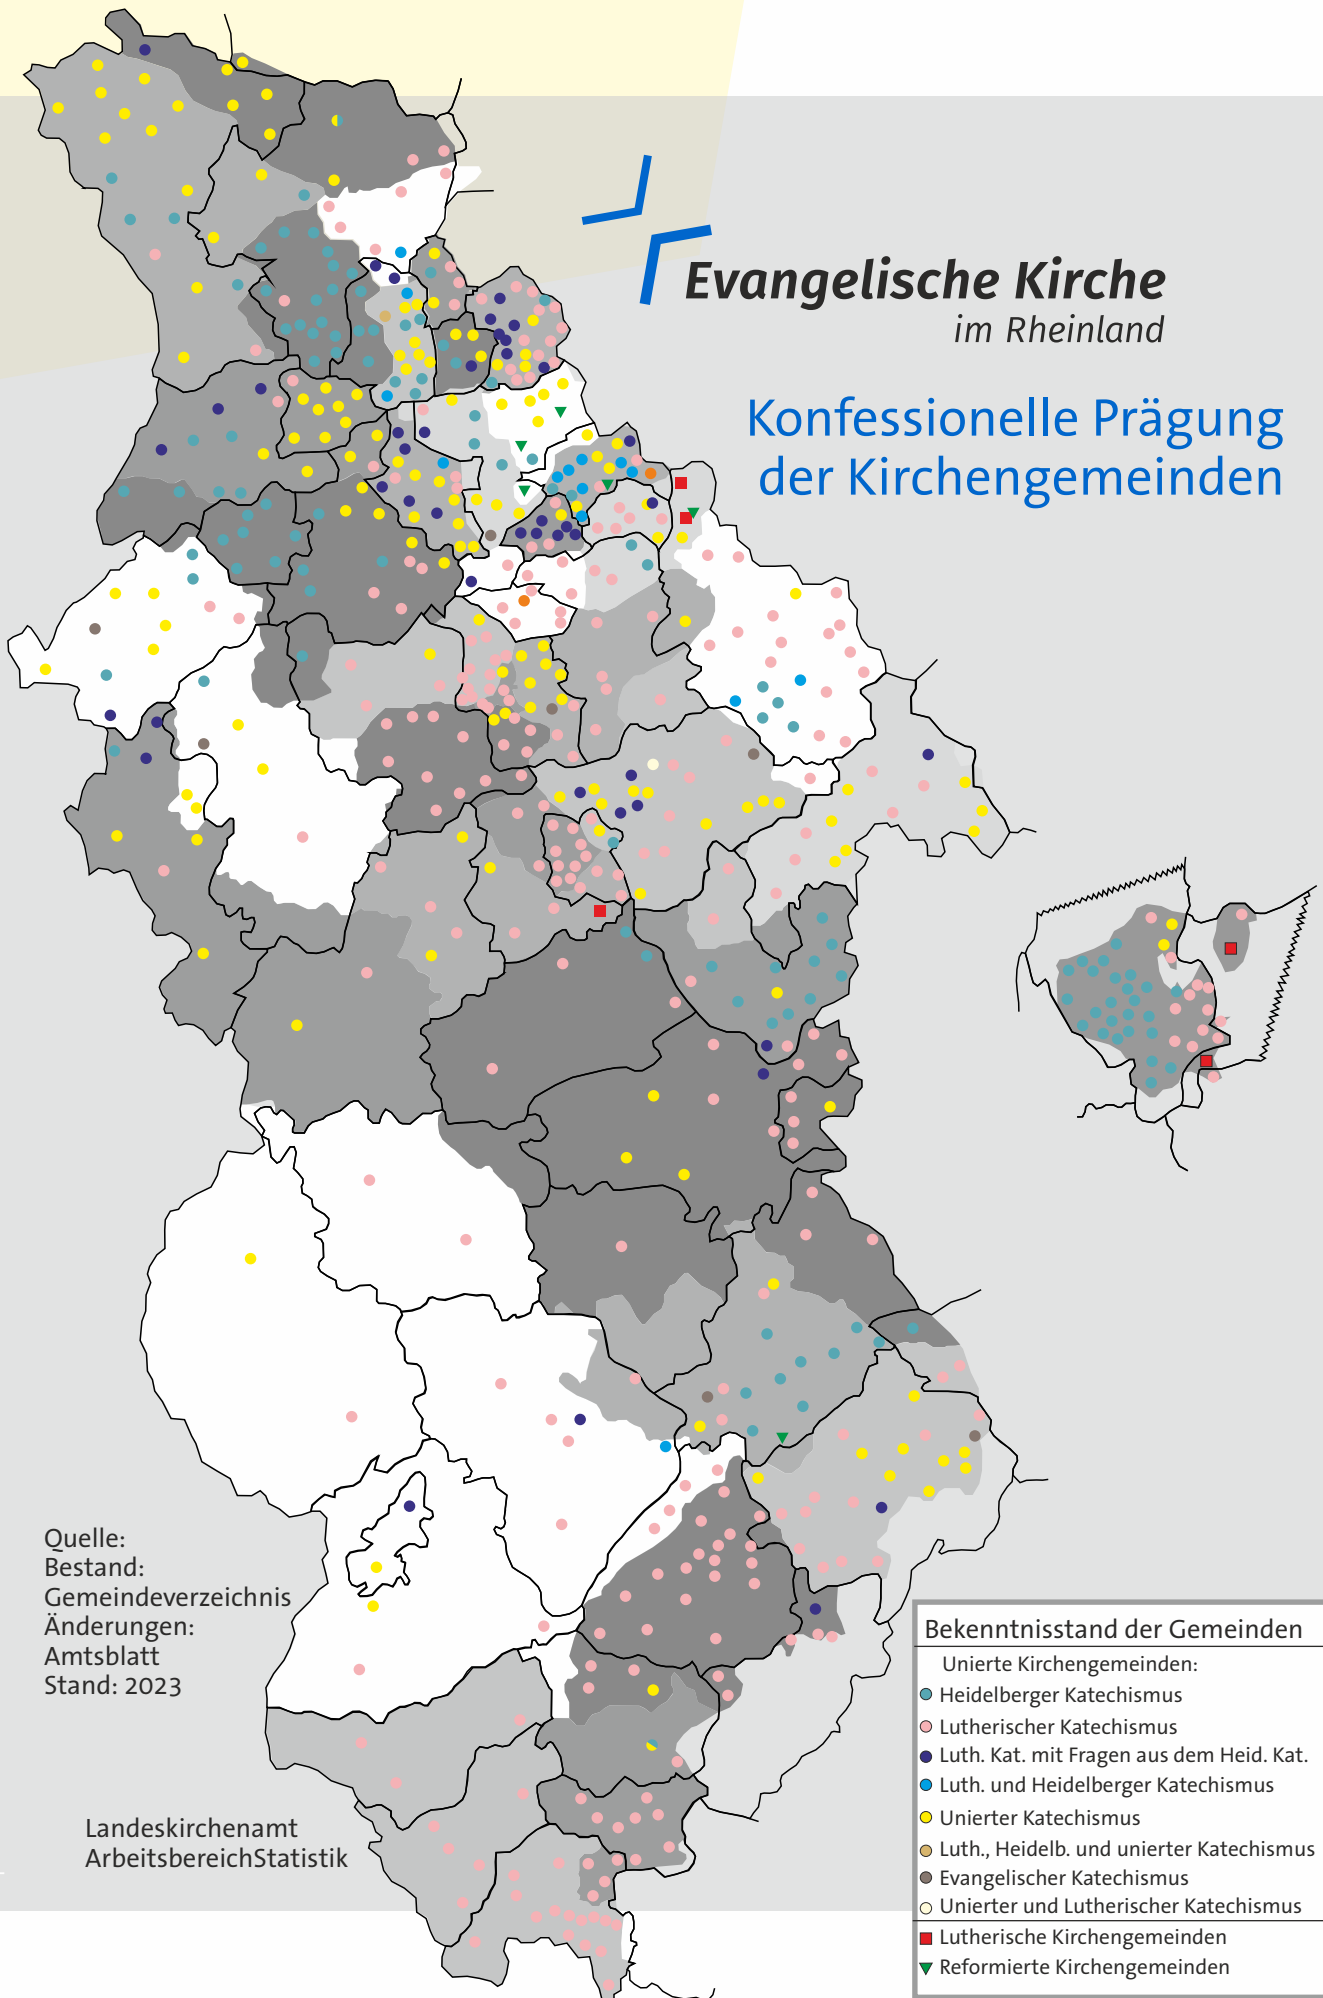 Evangelische Kirche
im Rheinland
Konfessionelle Prägung
der Kirchengemeinden
Quelle:
Bestand:
Gemeindeverzeichnis
Änderungen:
Amtsblatt
Stand: 2023
Landeskirchenamt
ArbeitsbereichStatistik
Bekenntnisstand der Gemeinden
Unierte Kirchengemeinden:
Heidelberger Katechismus
Lutherischer Katechismus
Luth. Kat. mit Fragen aus dem Heid. Kat.
Luth. und Heidelberger Katechismus
Unierter Katechismus
Luth., Heidelb. und unierter Katechismus
Evangelischer Katechismus
Unierter und Lutherischer Katechismus
Lutherische Kirchengemeinden
Reformierte Kirchengemeinden